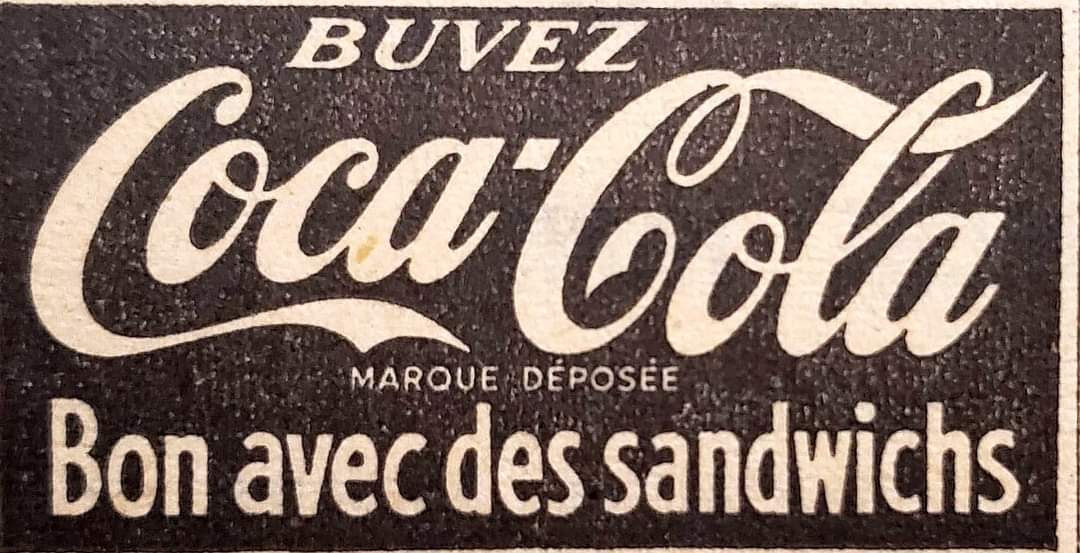 BUVEZ
Coca-Cola
MARQUE DÉPOSÉE
Bon avec des sandwichs